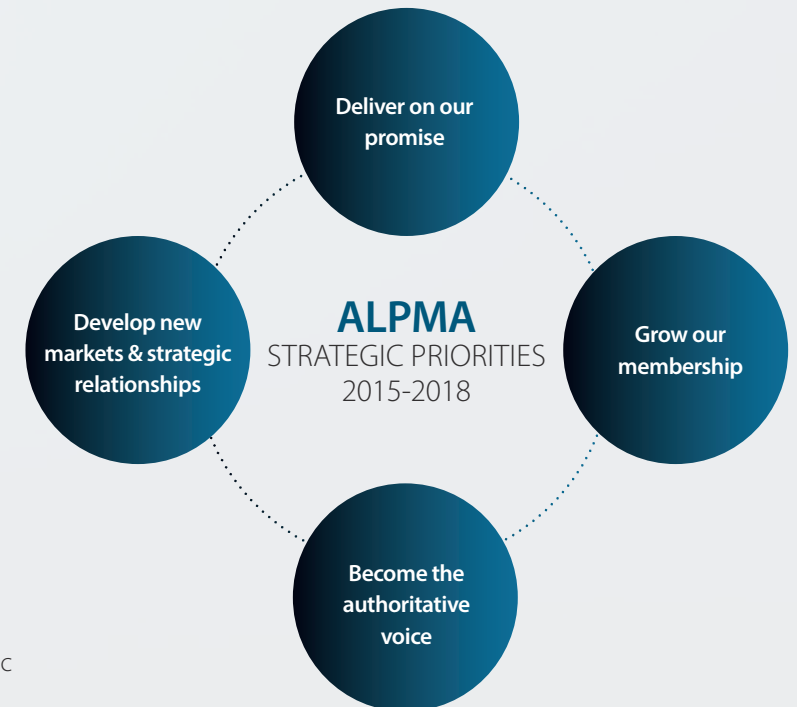 Deliver on our
promise
Develop new
markets & strategic
relationships
ALPMA
STRATEGIC PRIORITIES
2015-2018
Grow our
membership
Become the
authoritative
voice
C